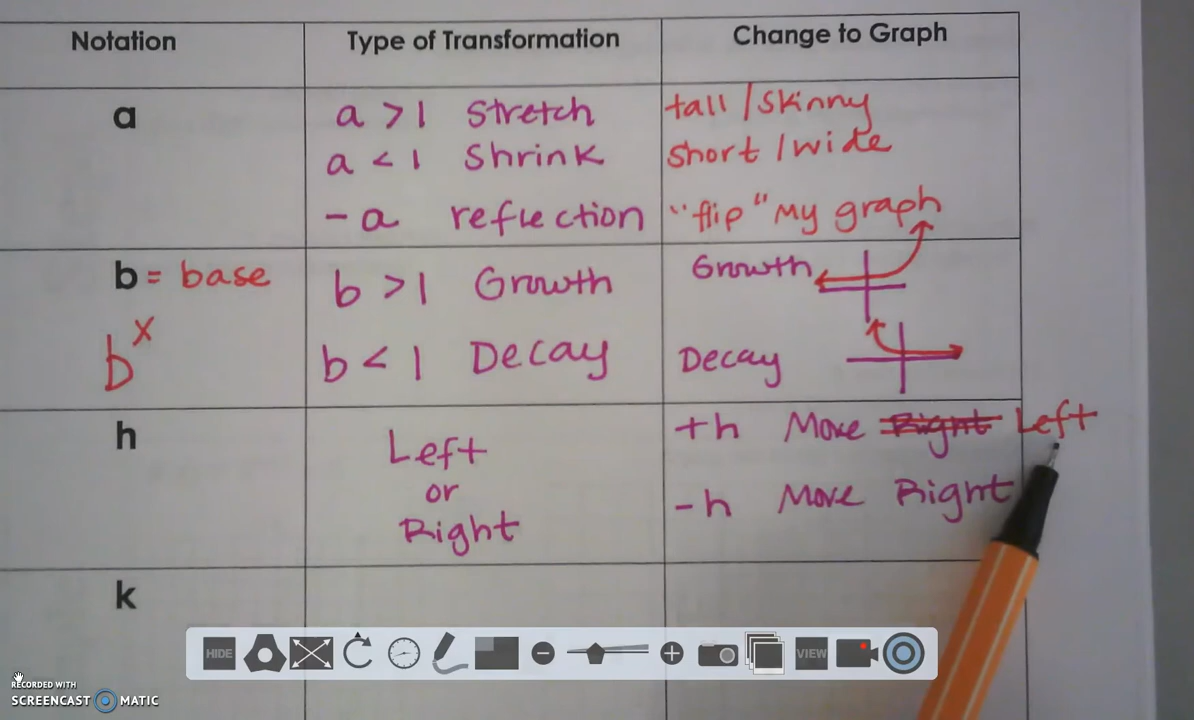 Notation Type of Transformation Change to Graph
a
a > 1 Stretch
a < 1 Shrink
- a reflection
tall / skinny
short / wide
"flip" My graph
b = base
b^x
b > 1 Growth
b < 1 Decay
Growth
Decay
h
Left
or
Right
+h Move Right Left
-h Move Right
k
HIDE VIEW
RECORDED WITH
SCREENCAST MATIC